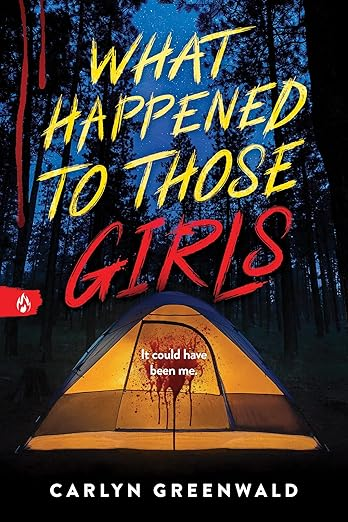 WHAT
HAPPENED
TO THOSE
GIRLS
It could have
been me.
CARLYN GREENWALD